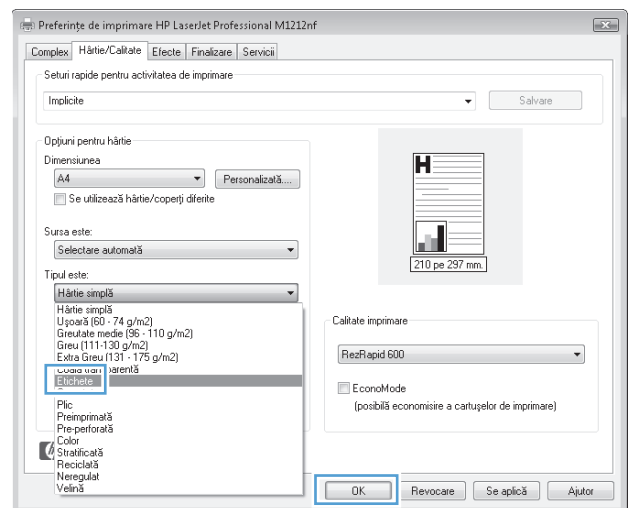 Preferințe de imprimare HP LaserJet Professional M1212nf
Complex Hârtie/Calitate Efecte Finalizare Servicii
Seturi rapide pentru activitatea de imprimare
Implicite
Salvare
Opțiuni pentru hârtie
Dimensiunea
A4
Personalizată....
Se utilizează hârtie/coperți diferite
Sursa este:
Selectare automată
Tipul este:
Hârtie simplă
Hârtie simplă
Ușoară (60 - 74 g/m2)
Greutate medie (96 - 110 g/m2)
Greu (111-130 g/m2)
Extra Greu (131 - 175 g/m2)
Etichete
Plic
Preimprimată
Pre-perforată
Color
Stratificată
Reciclată
Neregulat
Velină
H
210 pe 297 mm.
Calitate imprimare
RezRapid 600
EconoMode
(posibilă economisire a cartușelor de imprimare)
OK Revocare Se aplică Ajutor